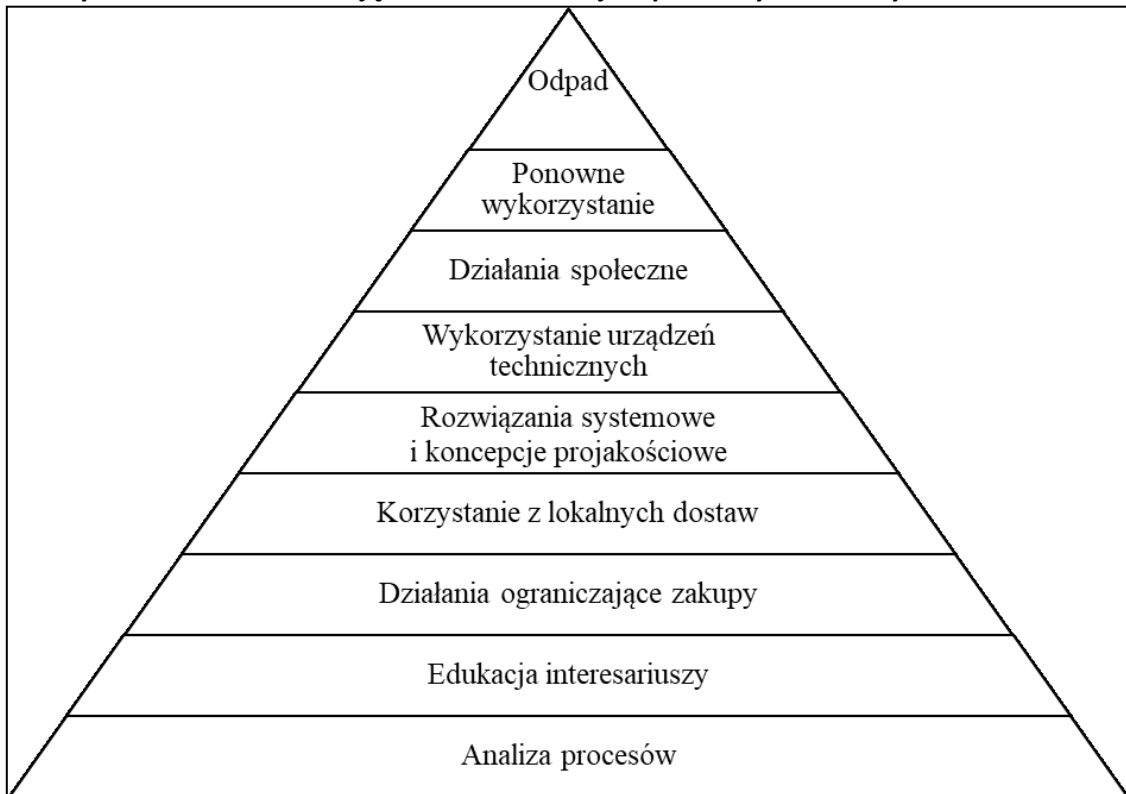 Odpad
Ponowne
wykorzystanie
Działania społeczne
Wykorzystanie urządzeń
technicznych
Rozwiązania systemowe
i koncepcje projakościowe
Korzystanie z lokalnych dostaw
Działania ograniczające zakupy
Edukacja interesariuszy
Analiza procesów